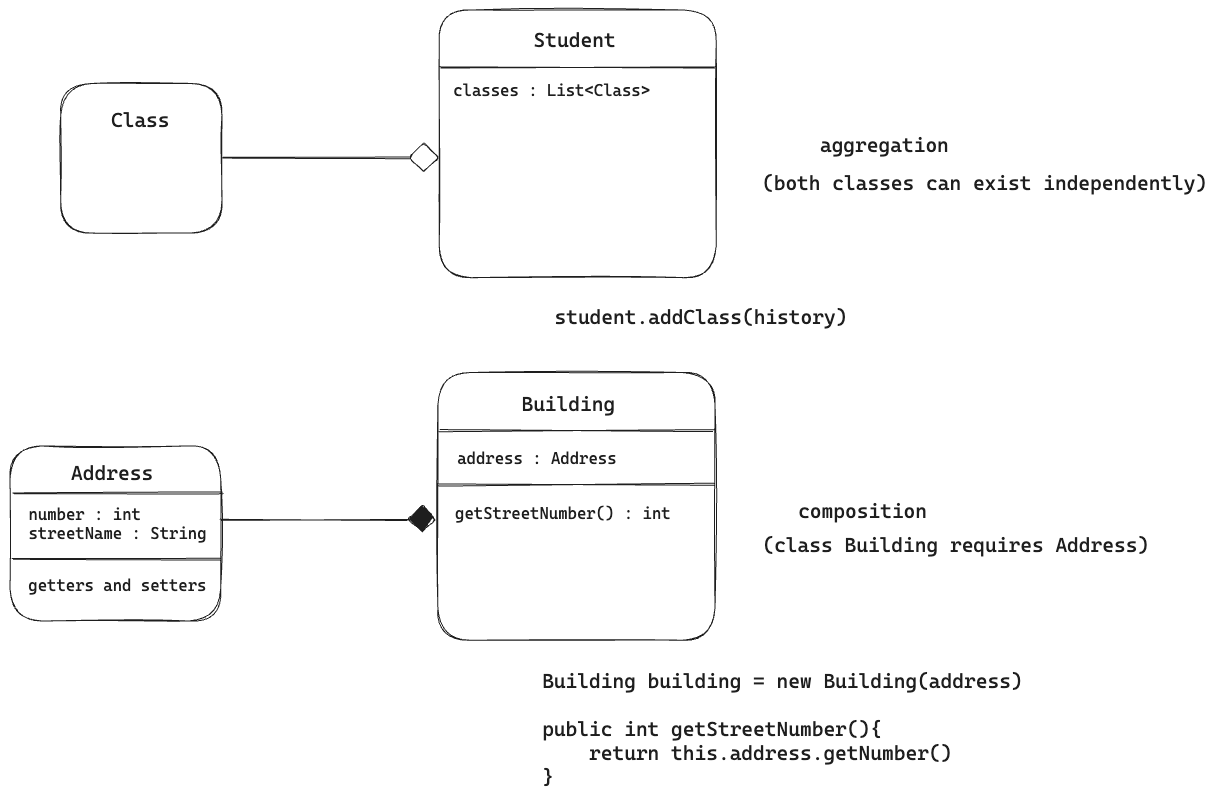 Student
classes : List<Class>
Class
aggregation
(both classes can exist independently)
student.addClass(history)
Building
address : Address
getStreetNumber() : int
Address
number : int
streetName : String
getters and setters
composition
(class Building requires Address)
Building building = new Building(address)
public int getStreetNumber(){
    return this.address.getNumber()
}